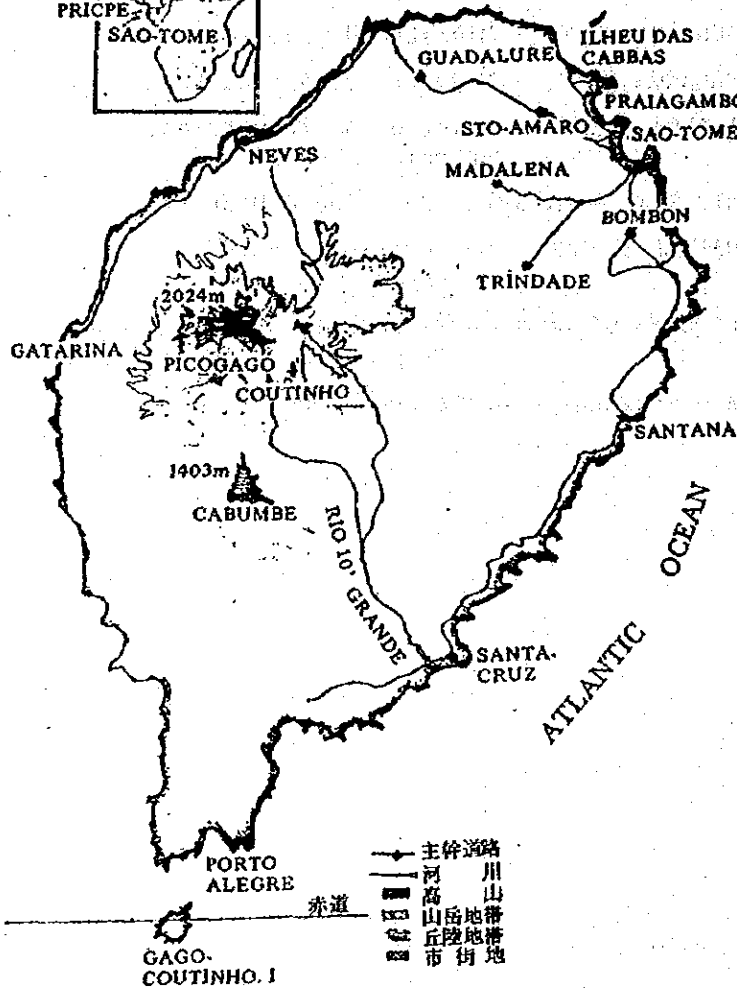 PRICPE
SAO-TOME
GUADALURE
ILHEU DAS
CABBAS
PRAIAGAMBO
STO-AMARO
SAO-TOME
NEVES
MADALENA
BOMBON
TRINDADE
2024m
GATARINA
PICOGAGO
COUTINHO
SANTANA
1403m
CABUMBE
RIO 10' GRANDE
ATLANTIC OCEAN
SANTA-
CRUZ
PORTO
ALEGRE
赤道
GAGO-
COUTINHO. I
主幹道路
河川
高山
山岳地帯
丘陸地帯
市街地